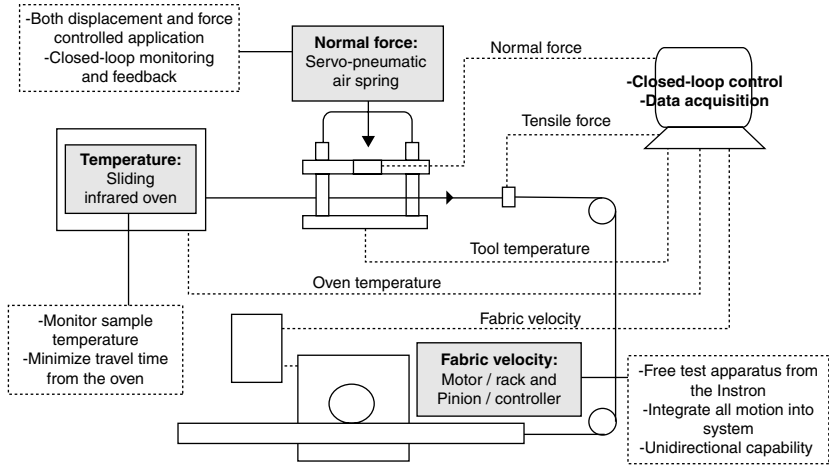 -Both displacement and force
controlled application
-Closed-loop monitoring
and feedback
Normal force:
Servo-pneumatic
air spring
Normal force
-Closed-loop control
-Data acquisition
Tensile force
Temperature:
Sliding
infrared oven
Tool temperature
Oven temperature
-Monitor sample
temperature
-Minimize travel time
from the oven
Fabric velocity
Fabric velocity:
Motor / rack and
Pinion / controller
-Free test apparatus from
the Instron
-Integrate all motion into
system
-Unidirectional capability